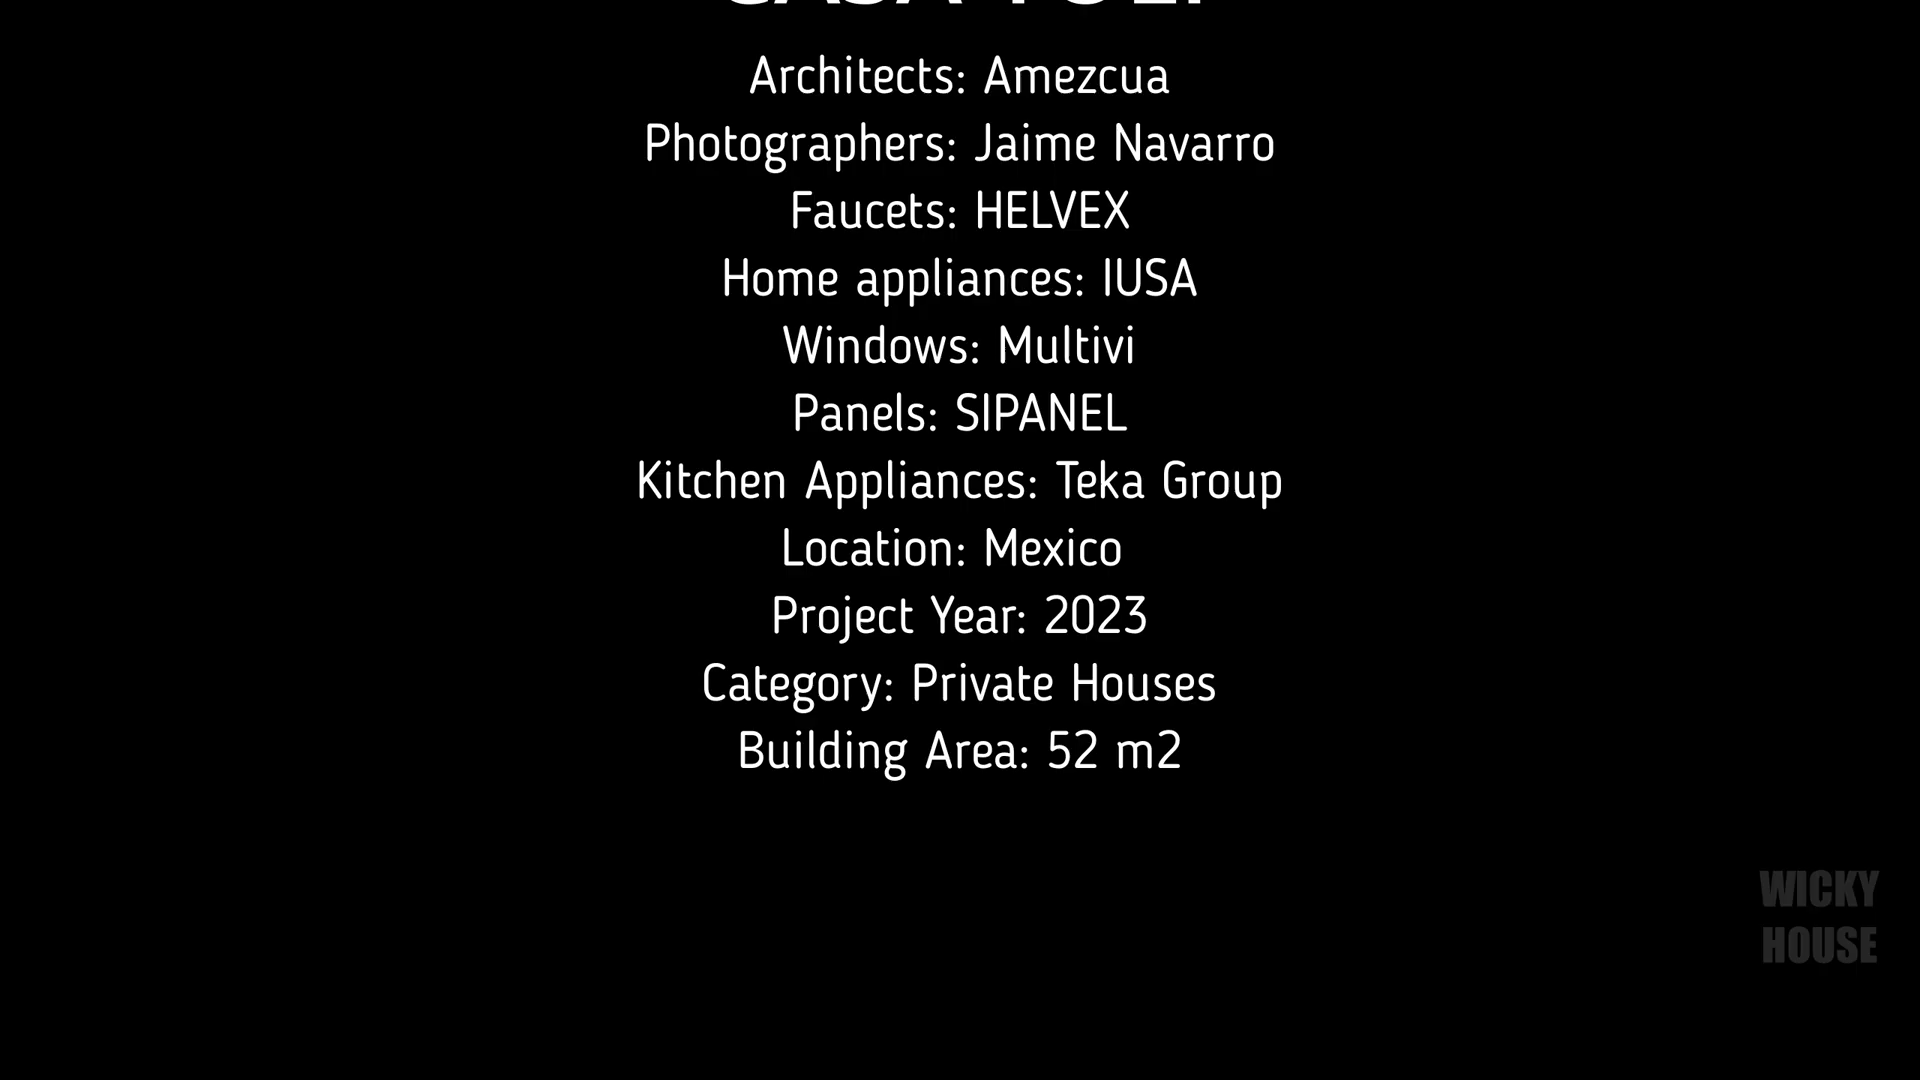 Architects: Amezcua
Photographers: Jaime Navarro
Faucets: HELVEX
Home appliances: IUSA
Windows: Multivi
Panels: SIPANEL
Kitchen Appliances: Teka Group
Location: Mexico
Project Year: 2023
Category: Private Houses
Building Area: 52 m2
WICKY
HOUSE